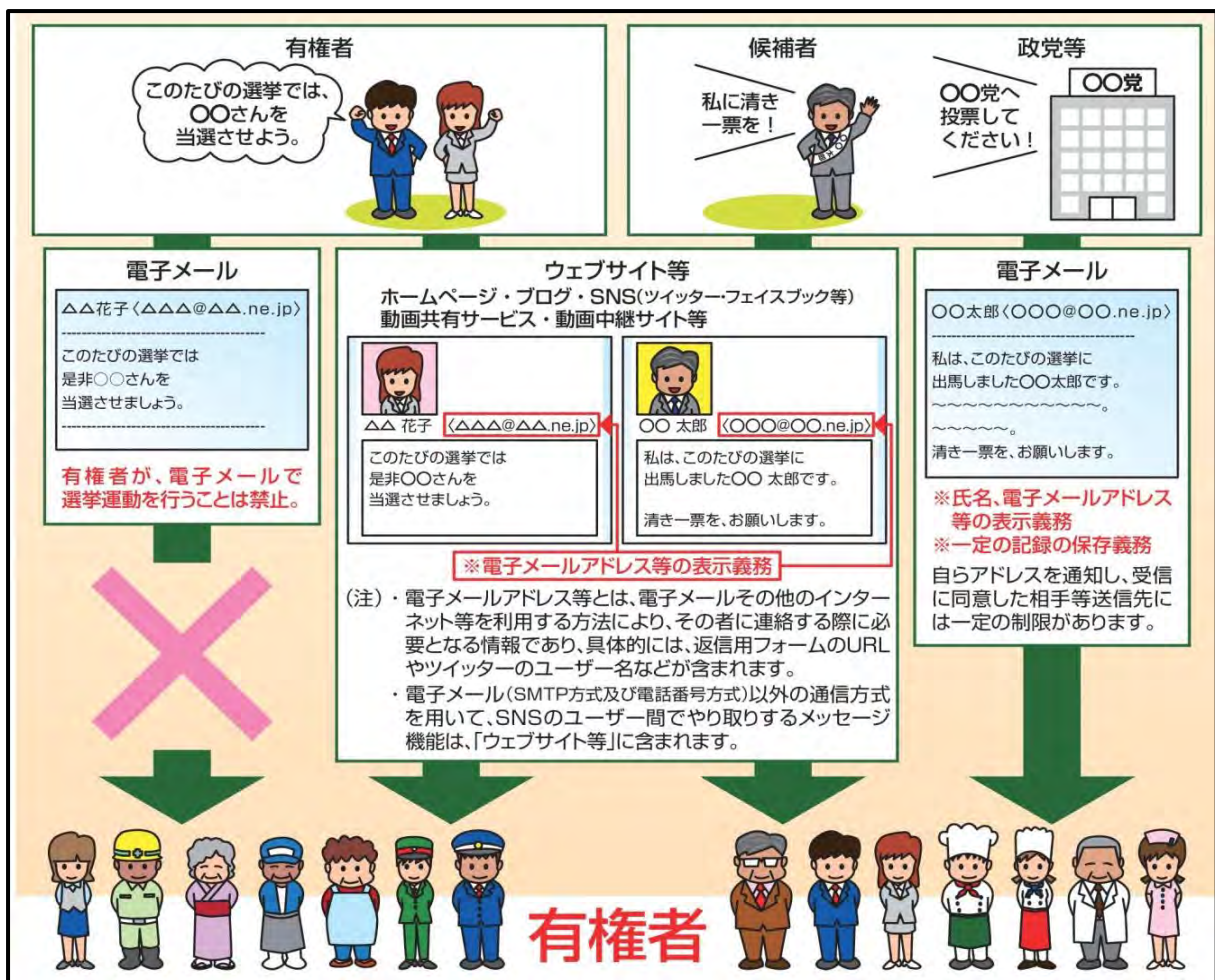 有権者
このたびの選挙では、
〇〇さんを
当選させよう。
候補者
私に清き
一票を！
政党等
〇〇党へ
投票して
ください！
〇〇党
電子メール
△△花子〈△△△@△△.ne.jp〉
このたびの選挙では
是非○○さんを
当選させましょう。
有権者が、電子メールで
選挙運動を行うことは禁止。
ウェブサイト等
ホームページ・ブログ・SNS(ツイッター・フェイスブック等)
動画共有サービス・動画中継サイト等
△△ 花子 〈△△△@△△.ne.jp〉
このたびの選挙では
是非〇〇さんを
当選させましょう。
〇〇 太郎 〈〇〇〇@〇〇.ne.jp〉
私は、このたびの選挙に
出馬しました〇〇 太郎です。
清き一票を、お願いします。
※電子メールアドレス等の表示義務
(注)・電子メールアドレス等とは、電子メールその他のインター
ネット等を利用する方法により、その者に連絡する際に必
要となる情報であり、具体的には、返信用フォームのURL
やツイッターのユーザー名などが含まれます。
・電子メール(SMTP方式及び電話番号方式)以外の通信方式
を用いて、SNSのユーザー間でやり取りするメッセージ
機能は、「ウェブサイト等」に含まれます。
電子メール
〇〇太郎〈〇〇〇@〇〇.ne.jp〉
私は、このたびの選挙に
出馬しました〇〇太郎です。
～～～～～～～～～～～。
～～～～～。
清き一票を、お願いします。
※氏名、電子メールアドレス
等の表示義務
※一定の記録の保存義務
自らアドレスを通知し、受信
に同意した相手等送信先に
は一定の制限があります。
有権者